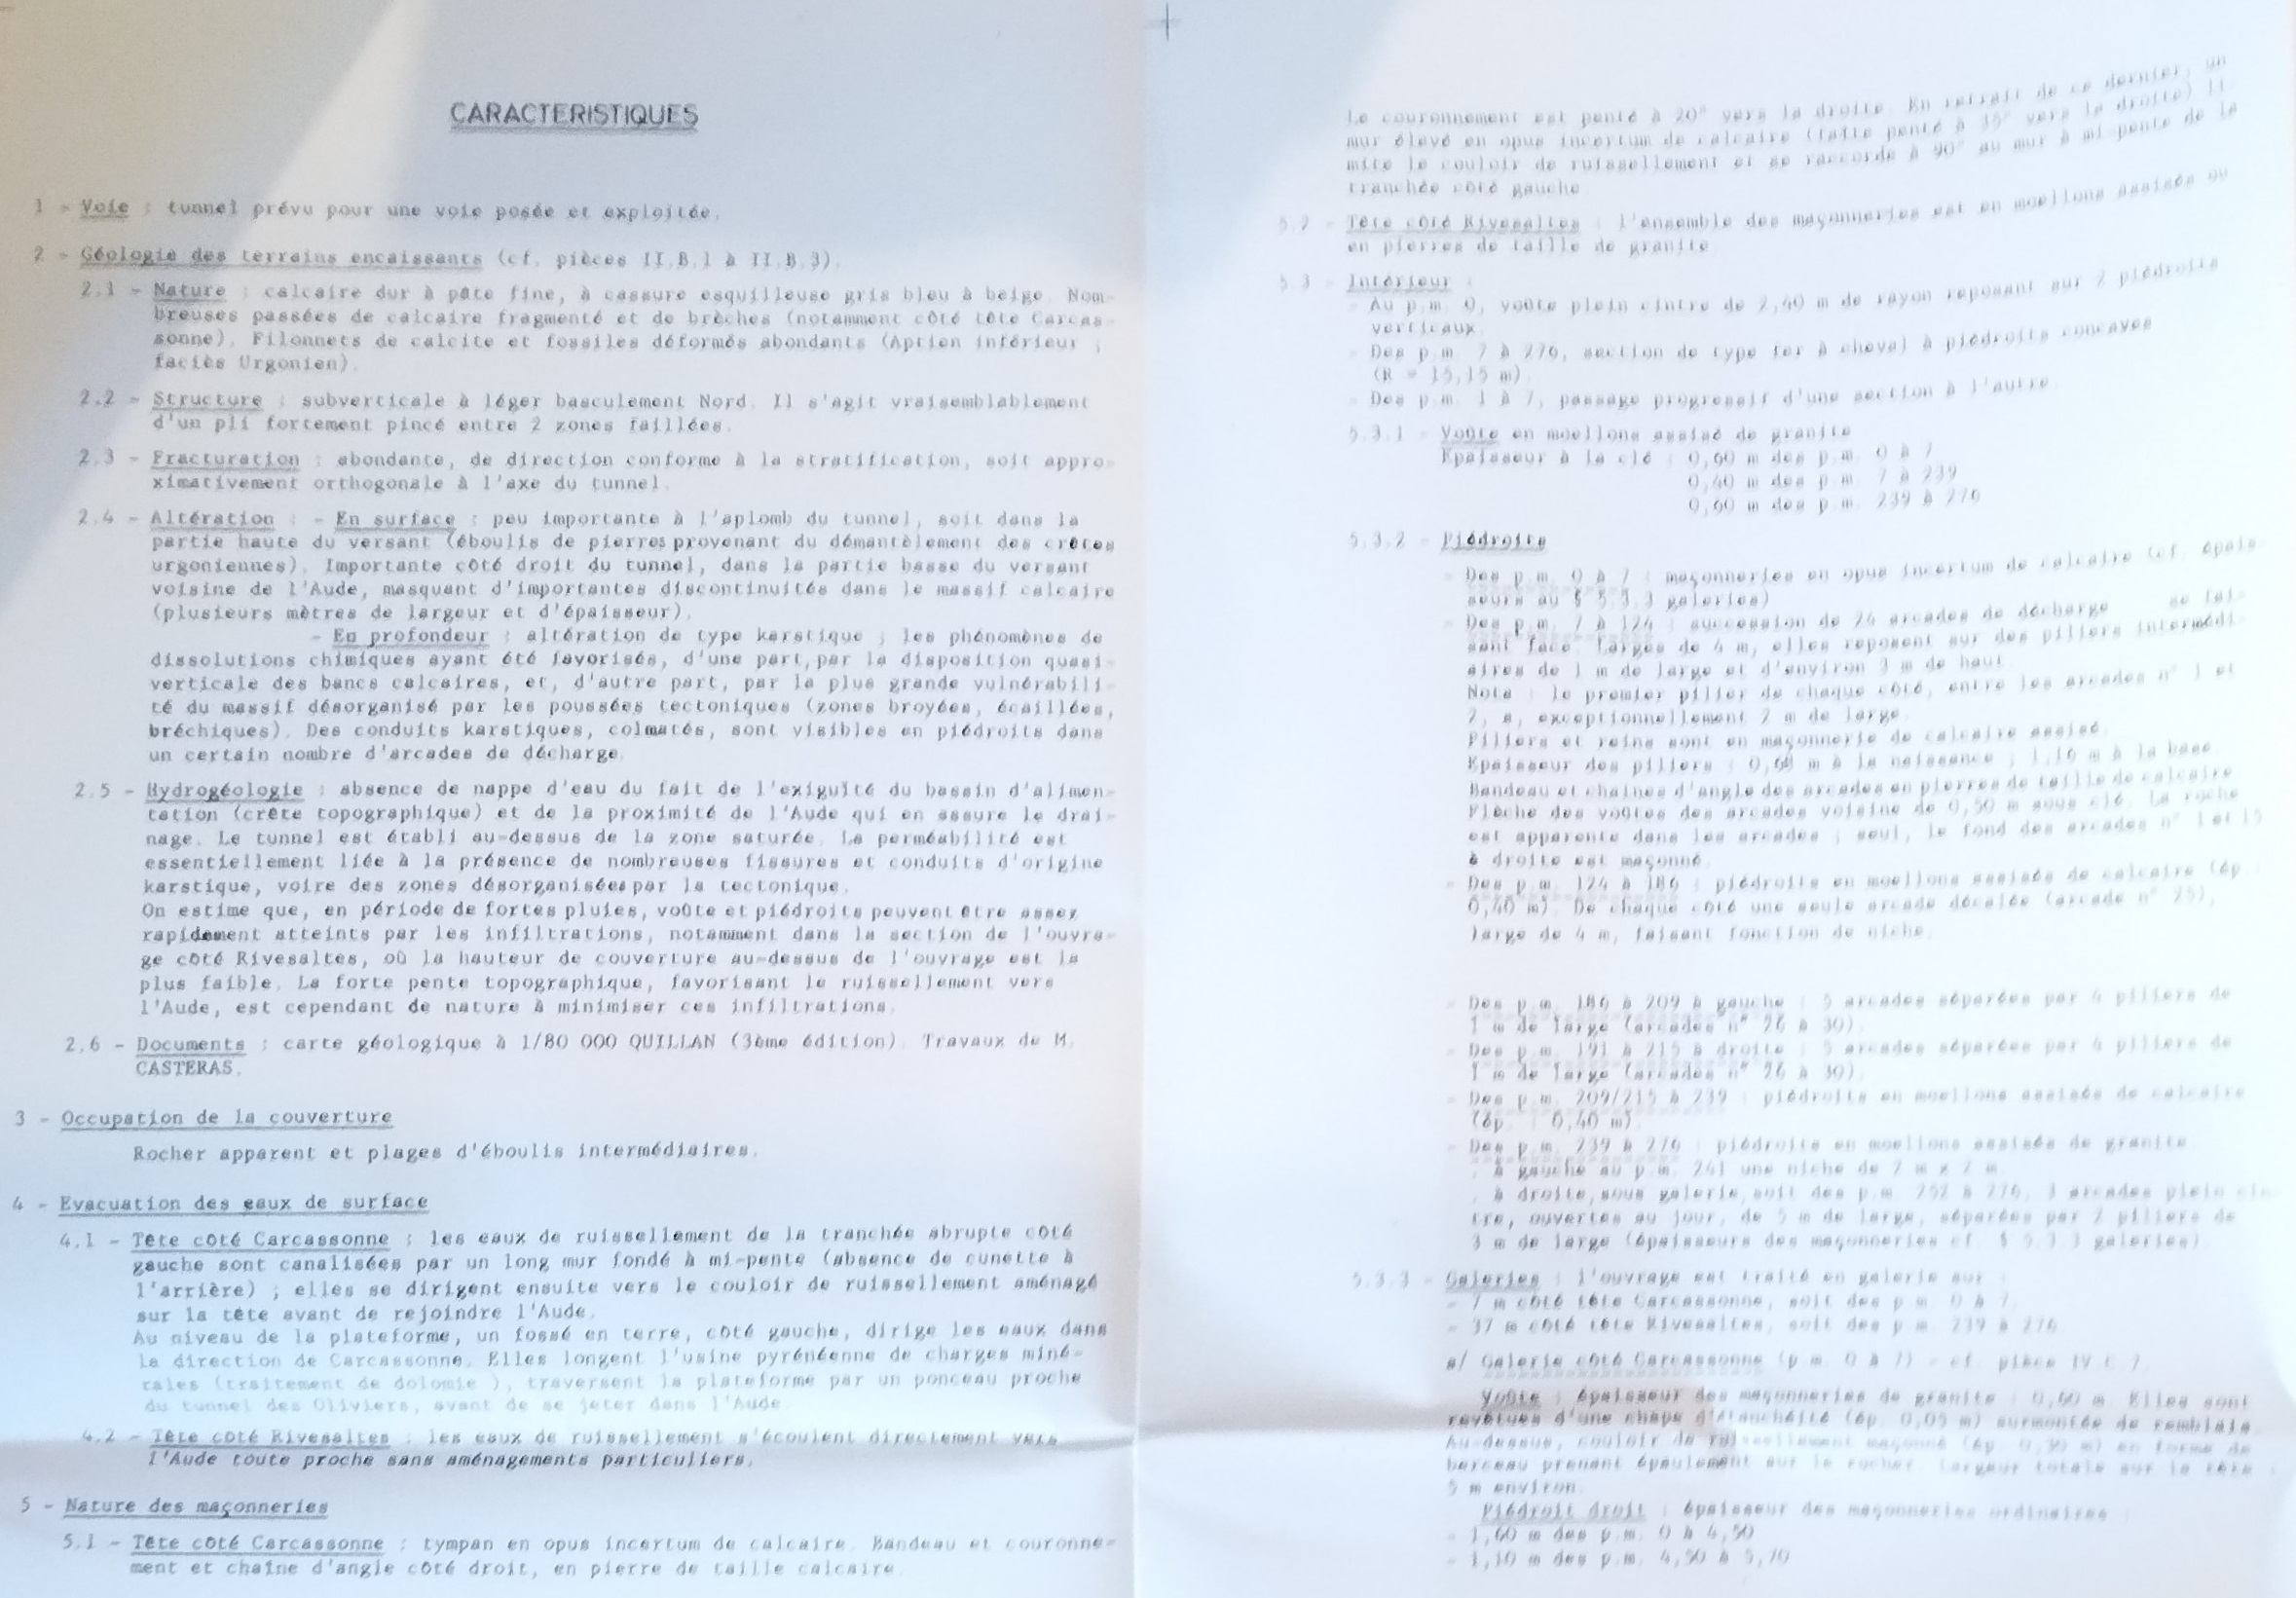 CARACTERISTIQUES
1 - Voie : tunnel prévu pour une voie posée et exploitée.
2 - Géologie des terrains encaissants (cf. pièces II.B.1 à II.B.3).
2.1 - Nature : calcaire dur à pâte fine, à cassure esquilleuse gris bleu à beige. Nom-
breuses passées de calcaire fragmenté et de brèches (notamment côté tête Carcas-
sonne). Filonnets de calcite et fossiles déformés abondants (Aptien inférieur ;
faciès Urgonien).
2.2 - Structure : subverticale à léger basculement Nord. Il s'agit vraisemblablement
d'un pli fortement pincé entre 2 zones faillées.
2.3 - Fracturation : abondante, de direction conforme à la stratification, soit appro-
ximativement orthogonale à l'axe du tunnel.
2.4 - Altération : - En surface : peu importante à l'aplomb du tunnel, soit dans la
partie haute du versant (éboulis de pierres provenant du démantèlement des crêtes
urgoniennes). Importante côté droit du tunnel, dans la partie basse du versant
voisine de l'Aude, masquant d'importantes discontinuités dans le massif calcaire
(plusieurs mètres de largeur et d'épaisseur).
- En profondeur : altération de type karstique ; les phénomènes de
dissolutions chimiques ayant été favorisés, d'une part, par la disposition quasi-
verticale des bancs calcaires, et, d'autre part, par la plus grande vulnérabili-
té du massif désorganisé par les poussées tectoniques (zones broyées, écaillées,
bréchiques). Des conduits karstiques, colmatés, sont visibles en piédroits dans
un certain nombre d'arcades de décharge.
2.5 - Hydrogéologie : absence de nappe d'eau du fait de l'exiguïté du bassin d'alimen-
tation (crête topographique) et de la proximité de l'Aude qui en assure le drai-
nage. Le tunnel est établi au-dessus de la zone saturée. La perméabilité est
essentiellement liée à la présence de nombreuses fissures et conduits d'origine
karstique, voire des zones désorganisées par la tectonique.
On estime que, en période de fortes pluies, voûte et piédroits peuvent être assez
rapidement atteints par les infiltrations, notamment dans la section de l'ouvra-
ge côté Rivesaltes, où la hauteur de couverture au-dessus de l'ouvrage est la
plus faible. La forte pente topographique, favorisant le ruissellement vers
l'Aude, est cependant de nature à minimiser ces infiltrations.
2.6 - Documents : carte géologique à 1/80 000 QUILLAN (3ème édition). Travaux de M.
CASTERAS.
3 - Occupation de la couverture
Rocher apparent et plages d'éboulis intermédiaires.
4 - Evacuation des eaux de surface
4.1 - Tête côté Carcassonne : les eaux de ruissellement de la tranchée abrupte côté
gauche sont canalisées par un long mur fondé à mi-pente (absence de cunette à
l'arrière) ; elles se dirigent ensuite vers le couloir de ruissellement aménagé
sur la tête avant de rejoindre l'Aude.
Au niveau de la plateforme, un fossé en terre, côté gauche, dirige les eaux dans
la direction de Carcassonne. Elles longent l'usine pyrénéenne de charges miné-
rales (traitement de dolomie ), traversent la plateforme par un ponceau proche
du tunnel des Oliviers, avant de se jeter dans l'Aude.
4.2 - Tête côté Rivesaltes : les eaux de ruissellement s'écoulent directement vers
l'Aude toute proche sans aménagements particuliers.
5 - Nature des maçonneries
5.1 - Tête côté Carcassonne : tympan en opus incertum de calcaire. Bandeau et couronne-
ment et chaîne d'angle côté droit, en pierre de taille calcaire
Le couronnement est penté à 20° vers la droite. En retrait de ce dernier, un
mur élevé en opus incertum de calcaire (faîte penté à 35° vers la droite) li-
mite le couloir de ruissellement et se raccorde à 90° au mur à mi-pente de la
tranchée côté gauche.
5.2 - Tête côté Rivesaltes : l'ensemble des maçonneries est en moellons assisés ou
en pierres de taille de granite.
5.3 - Intérieur :
- Au p.m. 0, voûte plein cintre de 2,40 m de rayon reposant sur 2 piédroits
verticaux.
- Des p.m. 7 à 276, section de type fer à cheval à piédroits concaves
(R = 15,15 m).
- Des p.m. 1 à 7, passage progressif d'une section à l'autre.
5.3.1 - Voûte en moellons assisé de granite
Epaisseur à la clé : 0,60 m des p.m. 0 à 7
0,40 m des p.m. 7 à 239
0,60 m des p.m. 239 à 276
5.3.2 - Piédroits
- Des p.m. 0 à 7 : maçonneries en opus incertum de calcaire (cf. épais-
seurs au § 5.3.3 galeries)
- Des p.m. 7 à 124 : succession de 24 arcades de décharge se fai-
sant face. Larges de 4 m, elles reposent sur des piliers intermédi-
aires de 1 m de large et d'environ 3 m de haut.
Nota : le premier pilier de chaque côté, entre les arcades n° 1 et
2, a, exceptionnellement 2 m de large.
Piliers et reins sont en maçonnerie de calcaire assisé.
Epaisseur des piliers : 0,60 m à la naissance ; 1,10 m à la base.
Bandeau et chaînes d'angle des arcades en pierres de taille de calcaire
Flèche des voûtes des arcades voisine de 0,50 m sous clé. La roche
est apparente dans les arcades ; seul, le fond des arcades n° 1 et 15
à droite est maçonné.
- Des p.m. 124 à 186 : piédroits en moellons assisés de calcaire (ép :
0,40 m). De chaque côté une seule arcade décalée (arcade n° 25),
large de 4 m, faisant fonction de niche.
- Des p.m. 186 à 209 à gauche : 5 arcades séparées par 4 piliers de
1 m de large (arcades n° 26 à 30).
- Des p.m. 191 à 215 à droite : 5 arcades séparées par 4 piliers de
1 m de large (arcades n° 26 à 30).
- Des p.m. 209/215 à 239 : piédroits en moellons assisés de calcaire
(ép. : 0,40 m).
- Des p.m. 239 à 276 : piédroits en moellons assisés de granite
. à gauche au p.m. 241 une niche de 2 m x 2 m.
. à droite, sous galerie, soit des p.m. 252 à 276, 3 arcades plein cin-
tre, ouvertes au jour, de 5 m de large, séparées par 2 piliers de
3 m de large (épaisseurs des maçonneries cf. § 5.3.3 galeries)
5.3.3 - Galeries : l'ouvrage est traité en galerie sur :
- 7 m côté tête Carcassonne, soit des p.m. 0 à 7.
- 37 m côté tête Rivesaltes, soit des p.m. 239 à 276.
a/ Galerie côté Carcassonne (p.m. 0 à 7) - cf. pièce IV.C.7.
Voûte : épaisseur des maçonneries de granite : 0,60 m. Elles sont
revêtues d'une chape d'étanchéité (ép. 0,05 m) surmontée de remblais.
Au-dessus, couloir de ruissellement maçonné (ép. 0,30 m) en forme de
berceau prenant épaulement sur le rocher. Largeur totale sur la tête :
5 m environ.
Piédroit droit : épaisseur des maçonneries ordinaires :
- 1,60 m des p.m. 0 à 4,50
- 1,10 m des p.m. 4,50 à 5,70